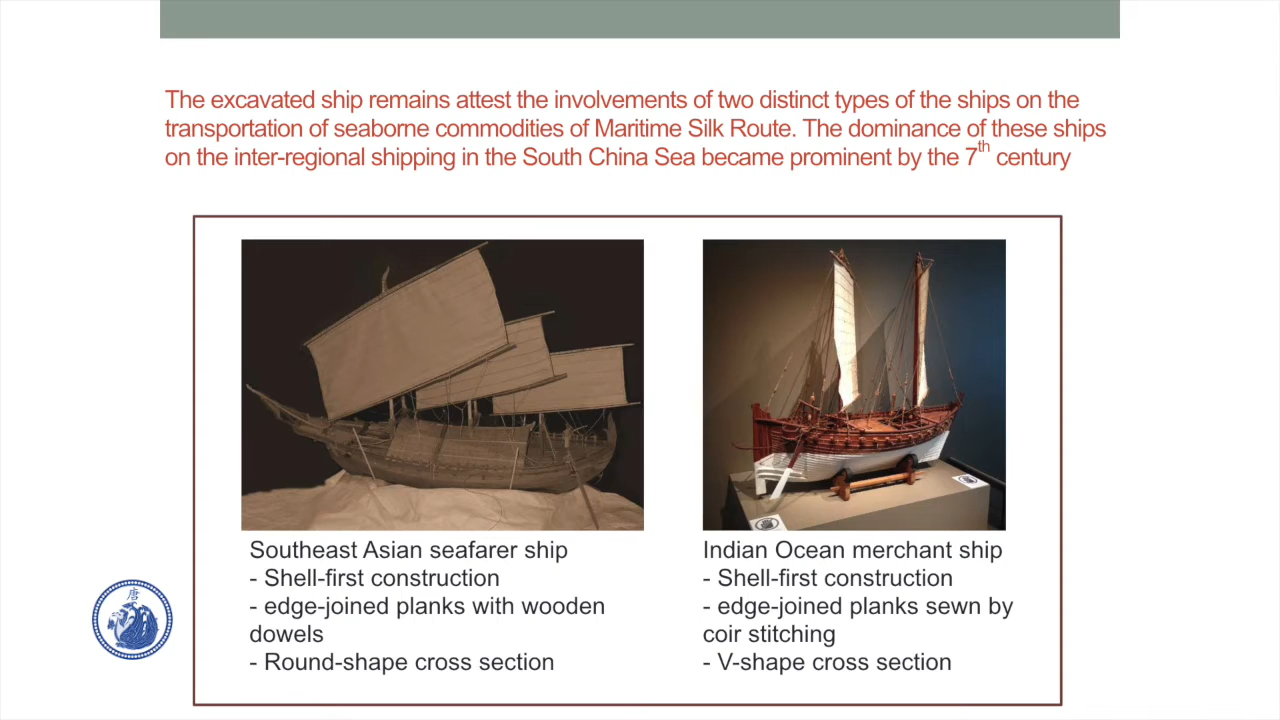 The excavated ship remains attest the involvements of two distinct types of the ships on the
transportation of seaborne commodities of Maritime Silk Route. The dominance of these ships
on the inter-regional shipping in the South China Sea became prominent by the 7th century
Southeast Asian seafarer ship
- Shell-first construction
- edge-joined planks with wooden
dowels
- Round-shape cross section
Indian Ocean merchant ship
- Shell-first construction
- edge-joined planks sewn by
coir stitching
- V-shape cross section
唐